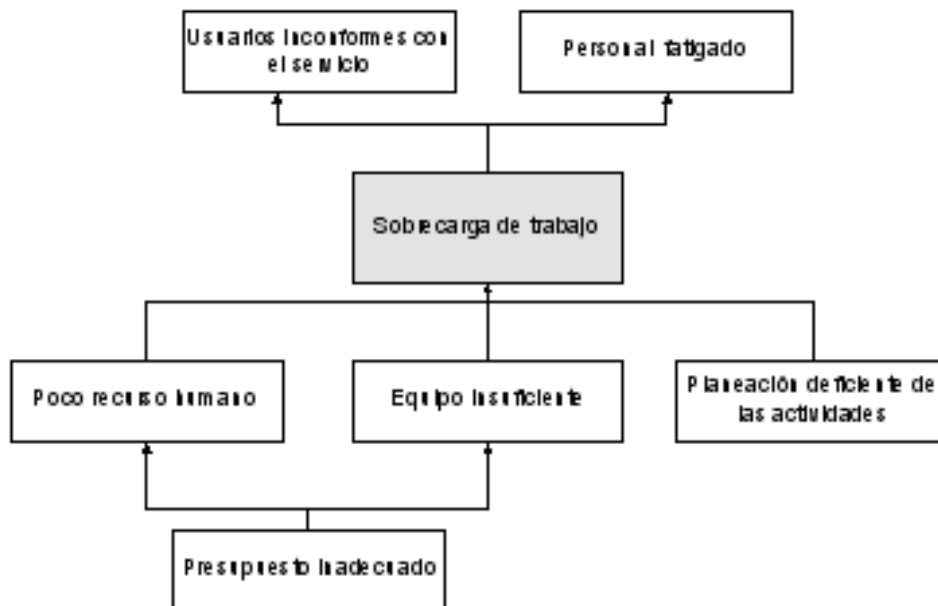 Usuarios inconformes con
el servicio
Personal fatigado
Sobrecarga de trabajo
Poco recurso humano
Equipo insuficiente
Planeación deficiente de
las actividades
Presupuesto inadecuado